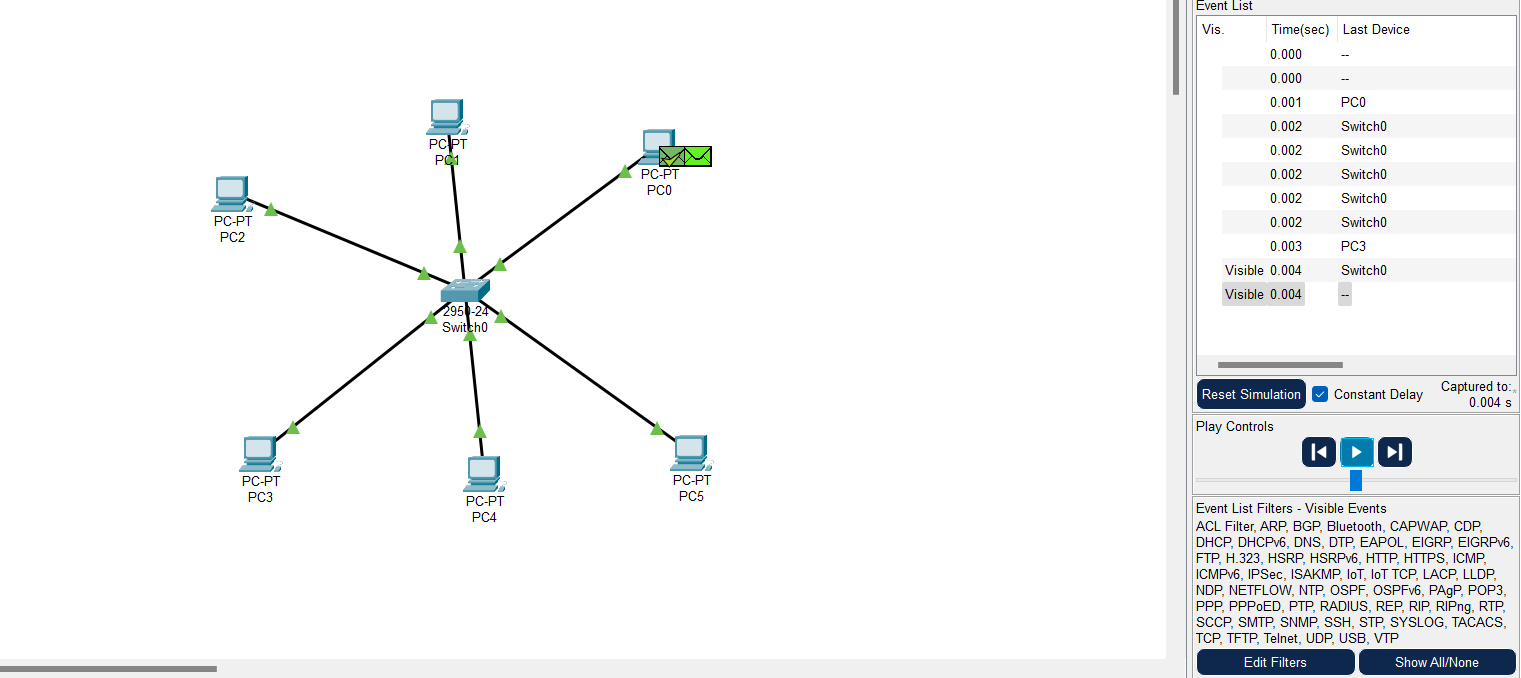 PC-PT
PC1
PC-PT
PC0
PC-PT
PC2
2950-24
Switch0
PC-PT
PC3
PC-PT
PC4
PC-PT
PC5
Event List
Vis. Time(sec) Last Device
0.000 --
0.000 --
0.001 PC0
0.002 Switch0
0.002 Switch0
0.002 Switch0
0.002 Switch0
0.002 Switch0
0.003 PC3
Visible 0.004 Switch0
Visible 0.004 --
Reset Simulation Constant Delay Captured to:*
0.004 s
Play Controls
Event List Filters - Visible Events
ACL Filter, ARP, BGP, Bluetooth, CAPWAP, CDP,
DHCP, DHCPv6, DNS, DTP, EAPOL, EIGRP, EIGRPv6,
FTP, H.323, HSRP, HSRPv6, HTTP, HTTPS, ICMP,
ICMPv6, IPSec, ISAKMP, IoT, IoT TCP, LACP, LLDP,
NDP, NETFLOW, NTP, OSPF, OSPFv6, PAgP, POP3,
PPP, PPPoED, PTP, RADIUS, REP, RIP, RIPng, RTP,
SCCP, SMTP, SNMP, SSH, STP, SYSLOG, TACACS,
TCP, TFTP, Telnet, UDP, USB, VTP
Edit Filters Show All/None